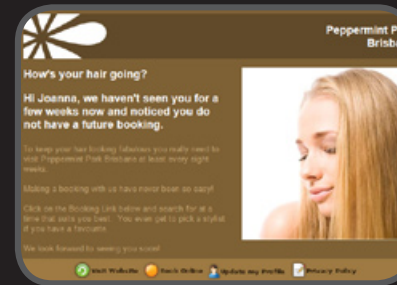 Peppermint P
Brisb
How's your hair going?
Hi Joanna, we haven't seen you for a
few weeks now and noticed you do
not have a future booking.
To keep your hair looking fabulous you really need to
visit Peppermint Park Brisbane at least every eight
weeks.
Making a booking with us have never been so easy!
Click on the Booking Link below and search for at a
time that suits you best. You even get to pick a stylist
if you have a favourite.
We look forward to seeing you soon!
Visit Website Book Online Update my Profile Privacy Policy